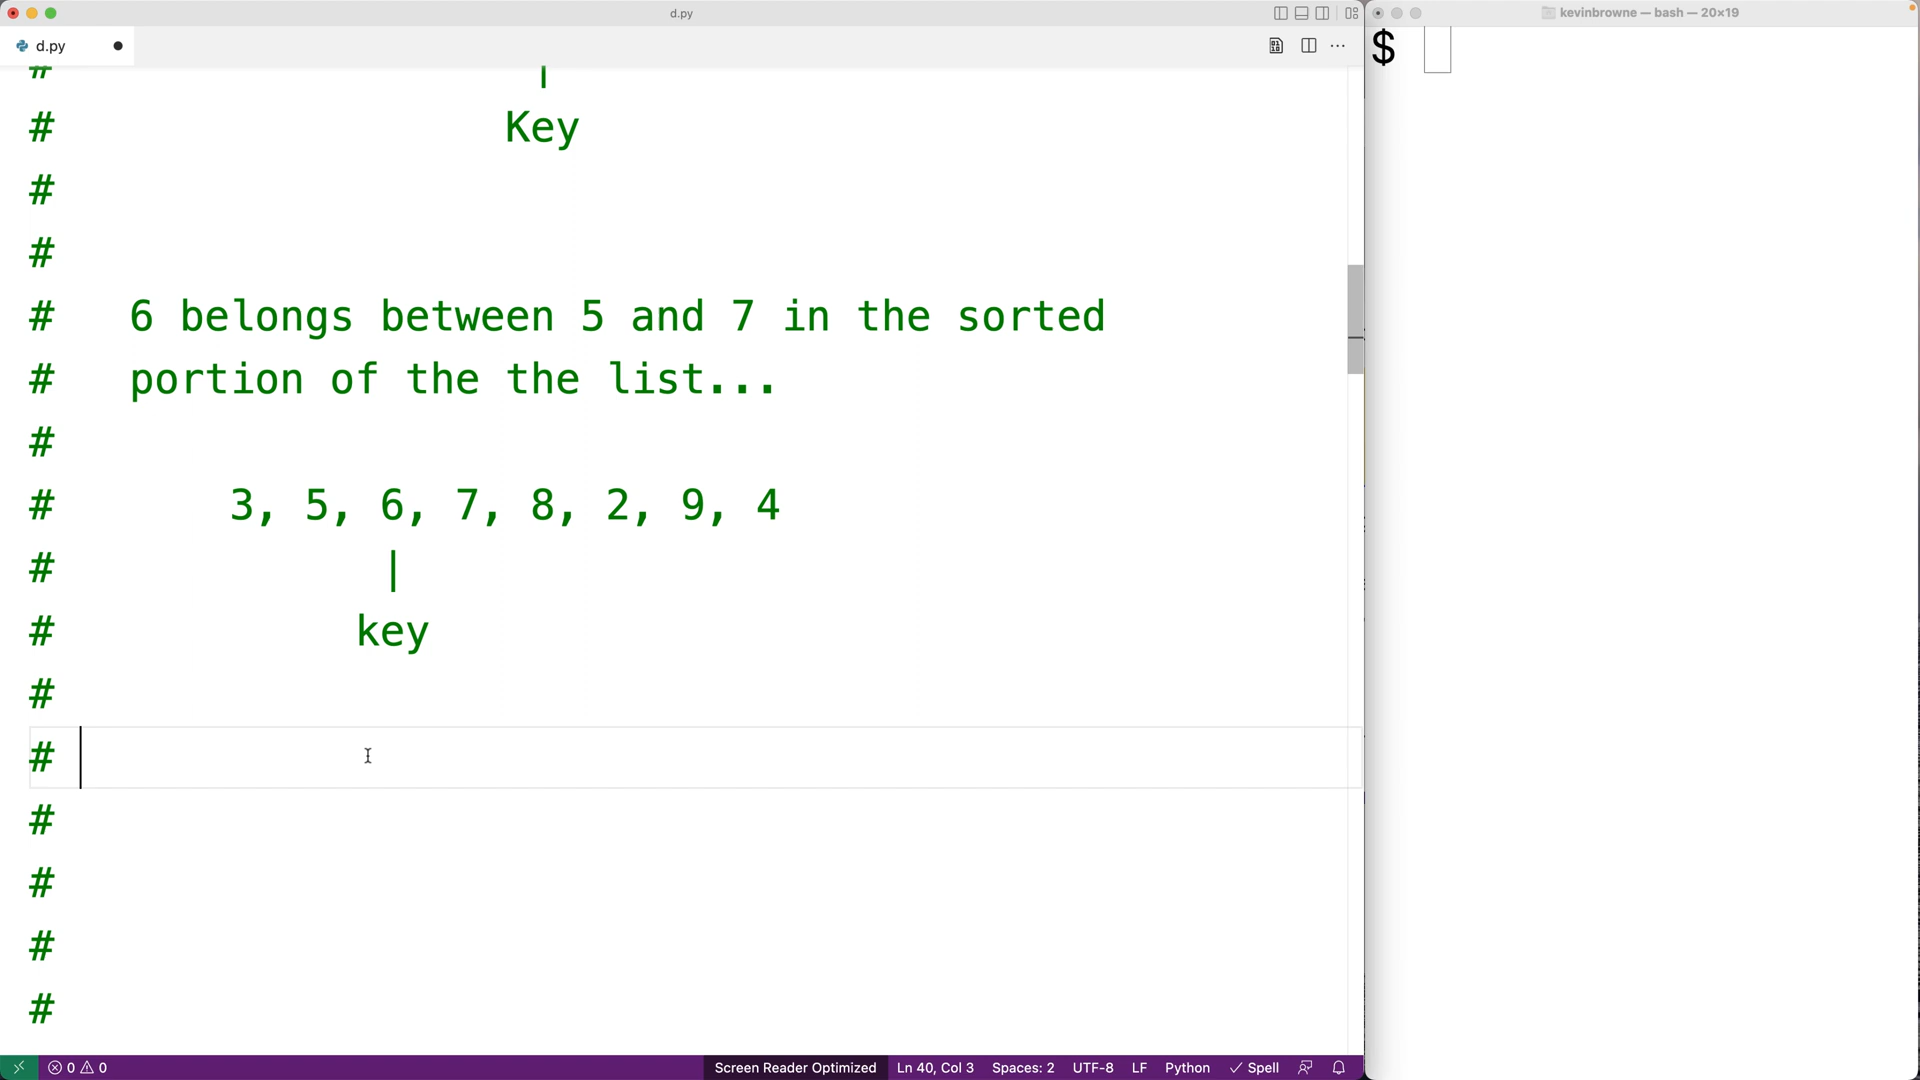 d.py
kevinbrowne — bash — 20×19
d.py
$
# |
# Key
#
#
# 6 belongs between 5 and 7 in the sorted
# portion of the the list...
#
# 3, 5, 6, 7, 8, 2, 9, 4
# |
# key
#
#
#
#
#
#
0 0
Screen Reader Optimized
Ln 40, Col 3
Spaces: 2
UTF-8
LF
Python
Spell